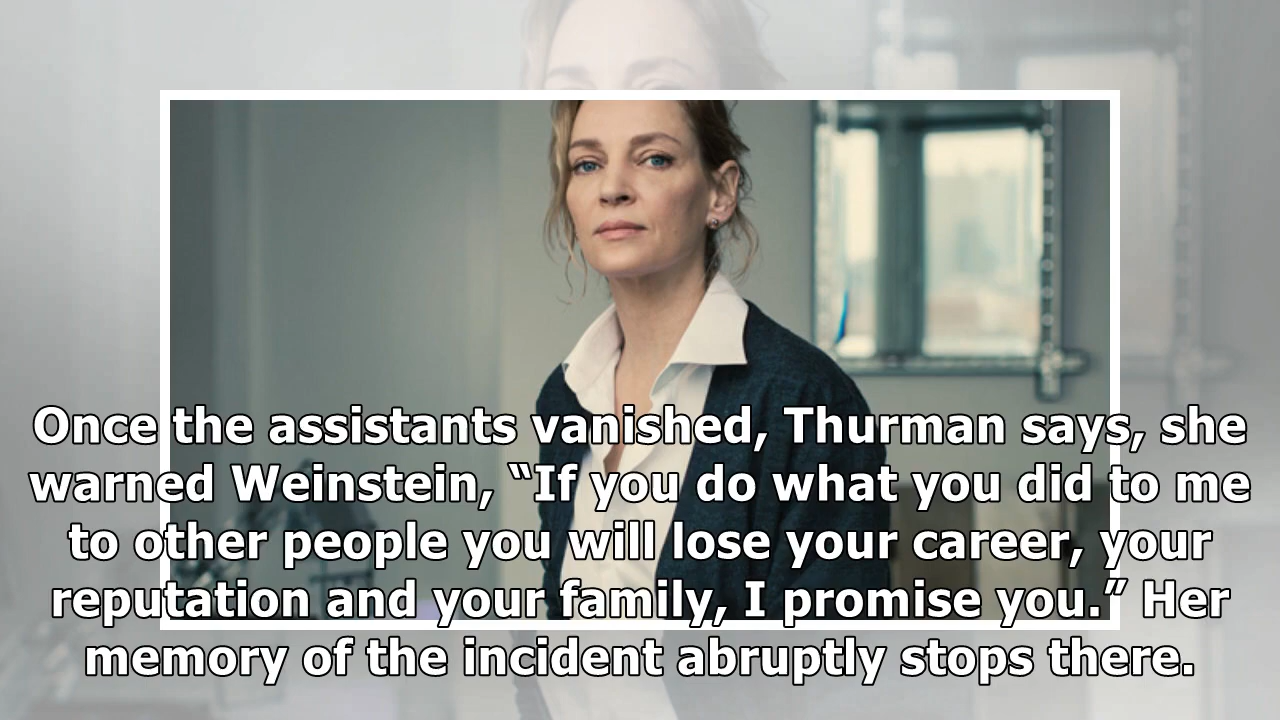 Once the assistants vanished, Thurman says, she
warned Weinstein, “If you do what you did to me
to other people you will lose your career, your
reputation and your family, I promise you.” Her
memory of the incident abruptly stops there.